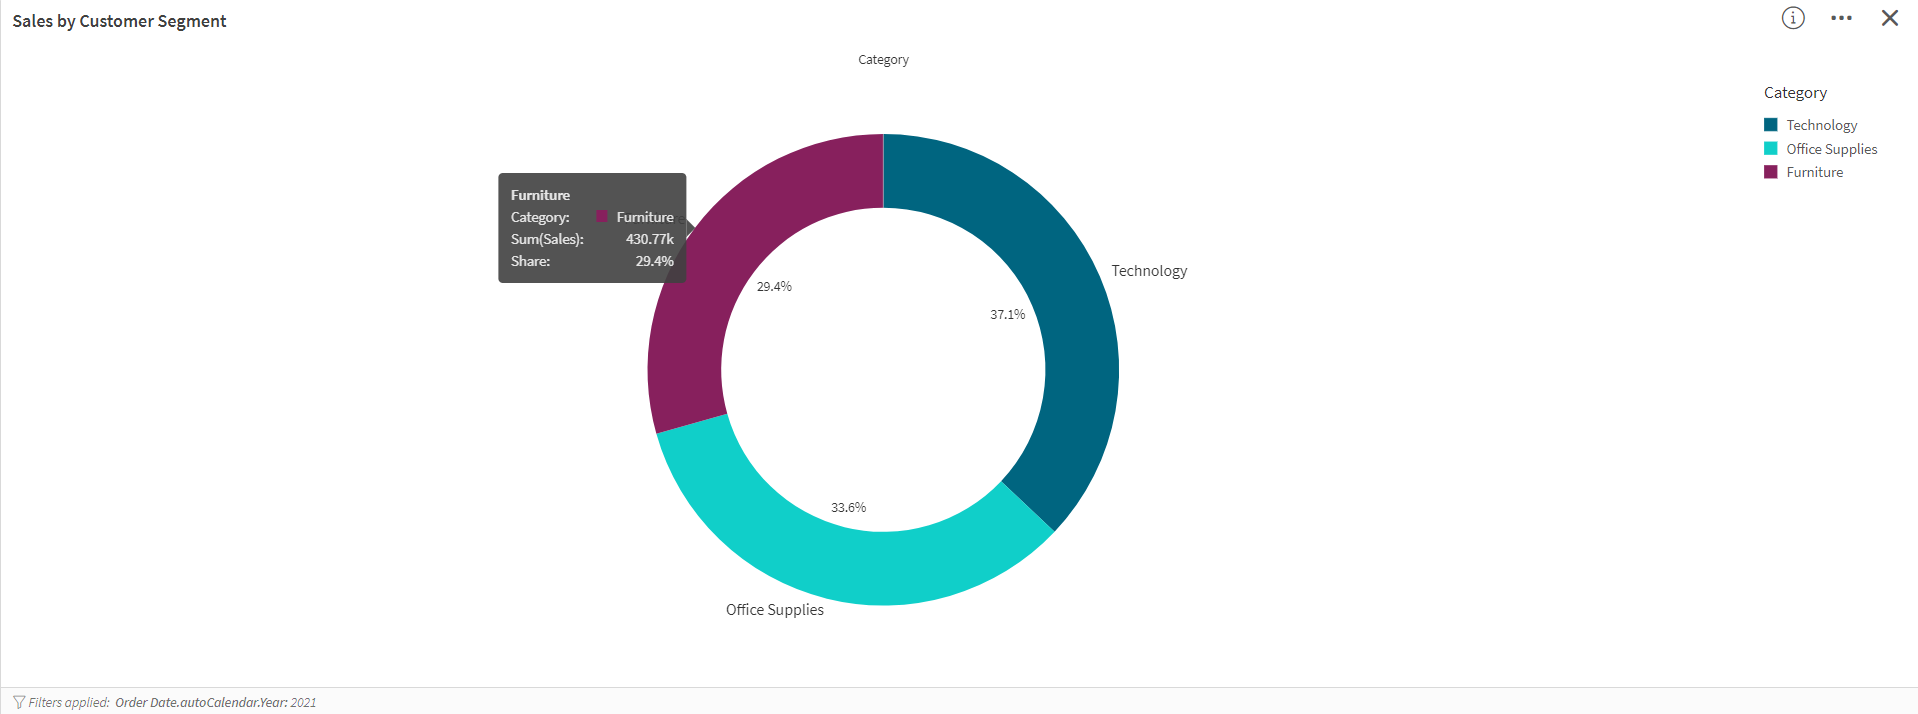 Sales by Customer Segment
Category
Category
Technology
Office Supplies
Furniture
Furniture
Category: Furniture
Sum(Sales): 430.77k
Share: 29.4%
Technology
29.4%
37.1%
33.6%
Office Supplies
Filters applied: Order Date.autoCalendar.Year: 2021